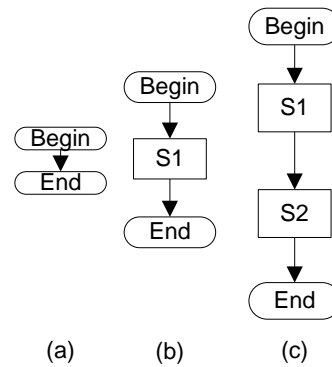 Begin
End
(a)
Begin
S1
End
(b)
Begin
S1
S2
End
(c)